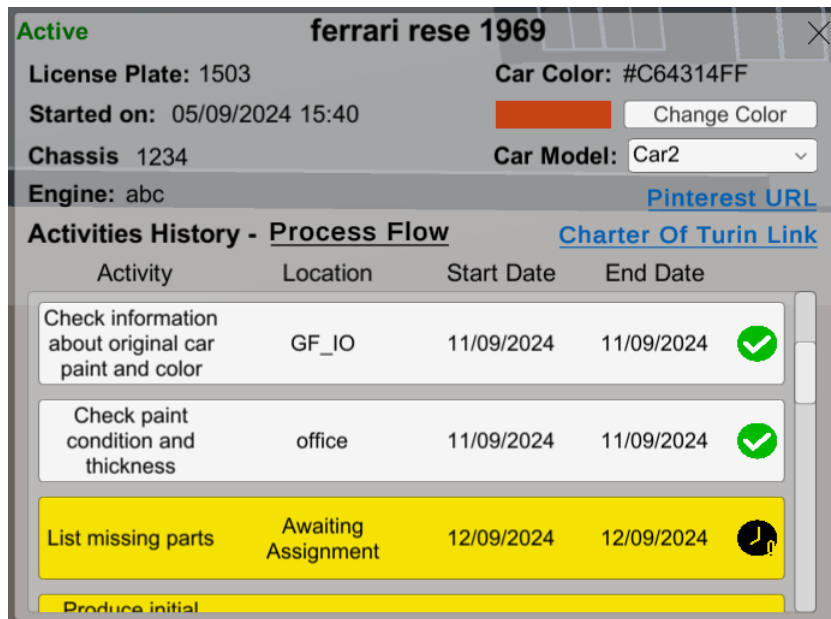 Active
ferrari rese 1969
License Plate: 1503
Car Color: #C64314FF
Started on: 05/09/2024 15:40
Change Color
Chassis 1234
Car Model: Car2
Engine: abc
Pinterest URL
Activities History - Process Flow
Charter Of Turin Link
Activity Location Start Date End Date
Check information
about original car
paint and color
GF_IO
11/09/2024
11/09/2024
Check paint
condition and
thickness
office
11/09/2024
11/09/2024
List missing parts
Awaiting
Assignment
12/09/2024
12/09/2024
Produce initial